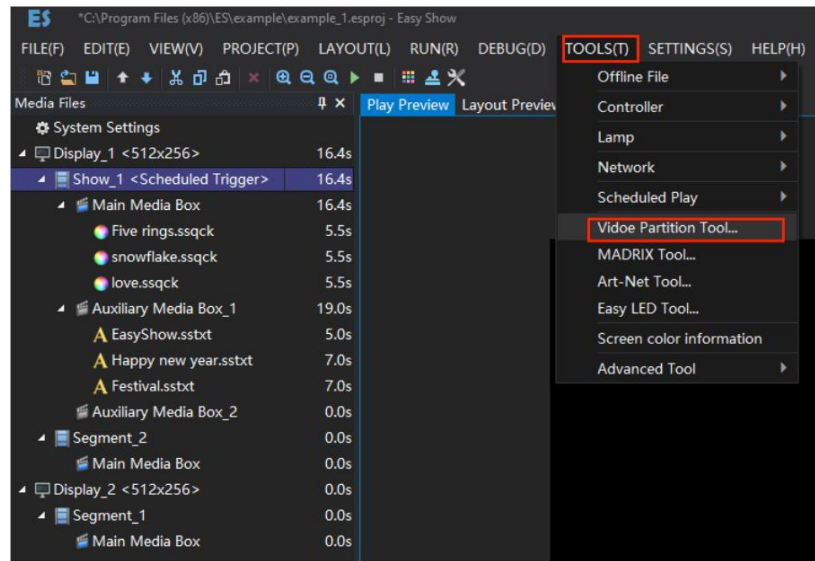 ES *C:\Program Files (x86)\ES\example\example_1.esproj - Easy Show
FILE(F) EDIT(E) VIEW(V) PROJECT(P) LAYOUT(L) RUN(R) DEBUG(D) TOOLS(T) SETTINGS(S) HELP(H)
Media Files
Play Preview Layout Preview
System Settings
Display_1 <512x256> 16.4s
Show_1 <Scheduled Trigger> 16.4s
Main Media Box 16.4s
Five rings.ssqck 5.5s
snowflake.ssqck 5.5s
love.ssqck 5.5s
Auxiliary Media Box_1 19.0s
A EasyShow.sstxt 5.0s
A Happy new year.sstxt 7.0s
A Festival.sstxt 7.0s
Auxiliary Media Box_2 0.0s
Segment_2 0.0s
Main Media Box 0.0s
Display_2 <512x256> 0.0s
Segment_1 0.0s
Main Media Box 0.0s
Offline File
Controller
Lamp
Network
Scheduled Play
Vidoe Partition Tool...
MADRIX Tool...
Art-Net Tool...
Easy LED Tool...
Screen color information
Advanced Tool